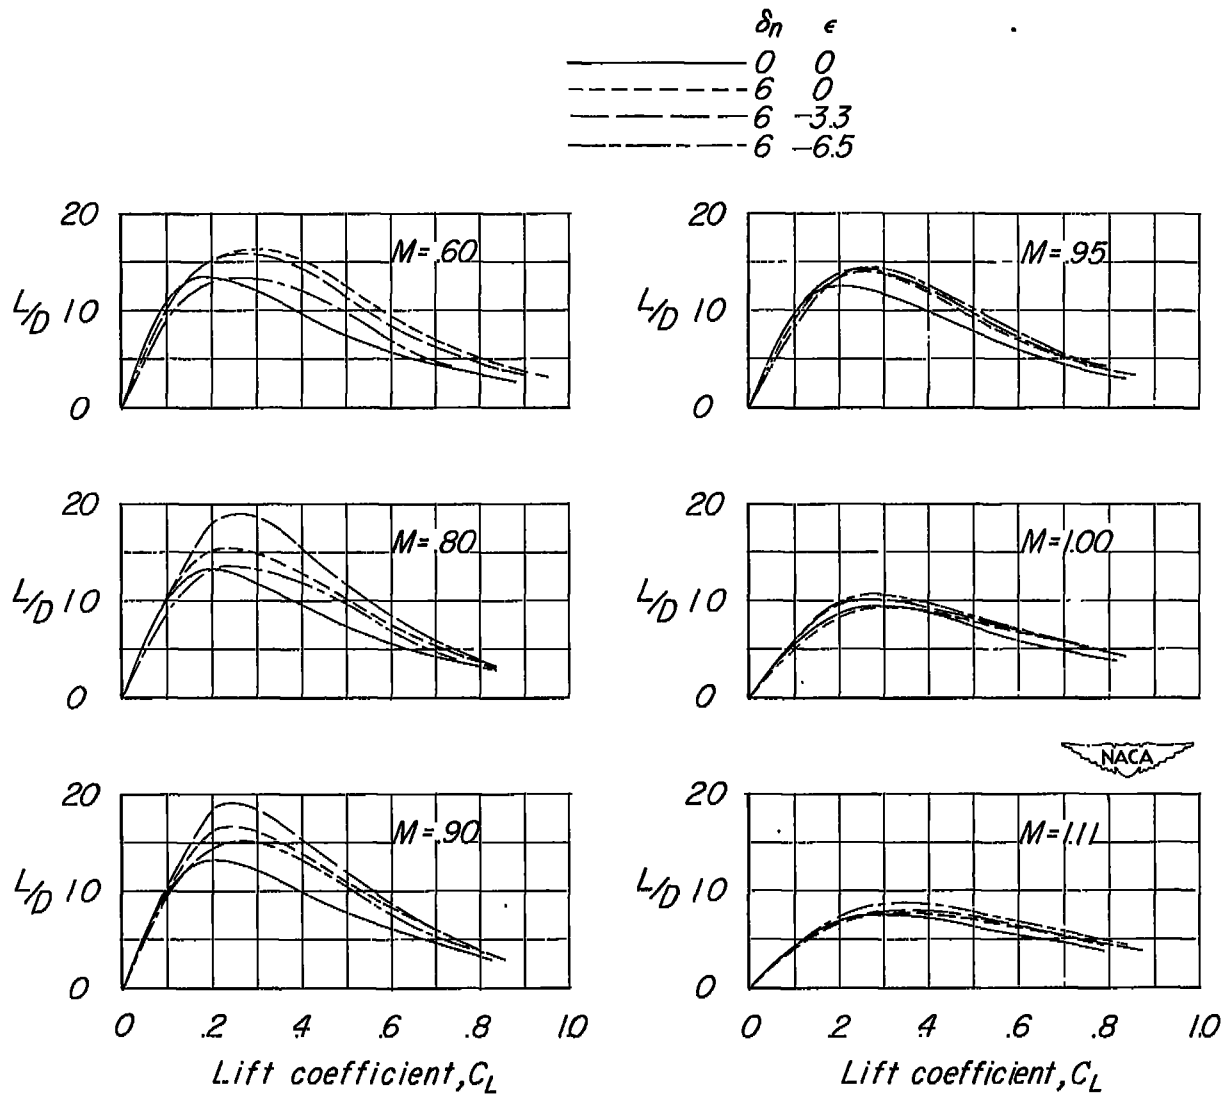 δn ε
0 0
6 0
6 -3.3
6 -6.5
20
L/D 10
0
M=.60
20
L/D 10
0
M=.95
20
L/D 10
0
M=.80
20
L/D 10
0
M=1.00
NACA
20
L/D 10
0
M=.90
0 .2 .4 .6 .8 1.0
Lift coefficient, CL
20
L/D 10
0
M=1.11
0 .2 .4 .6 .8 1.0
Lift coefficient, CL